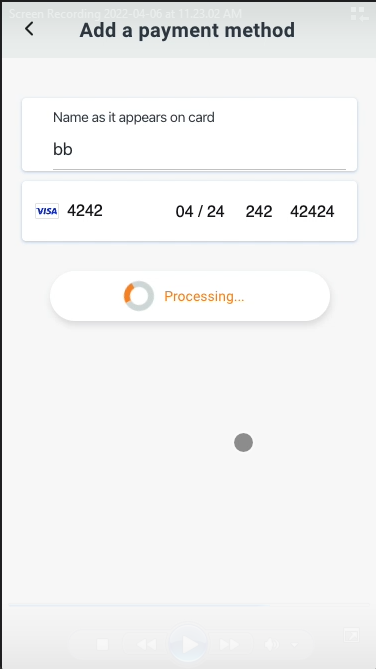 Screen Recording 2022-04-06 at 11.23.02 AM
Add a payment method
Name as it appears on card
bb
VISA 4242 04 / 24 242 42424
Processing...